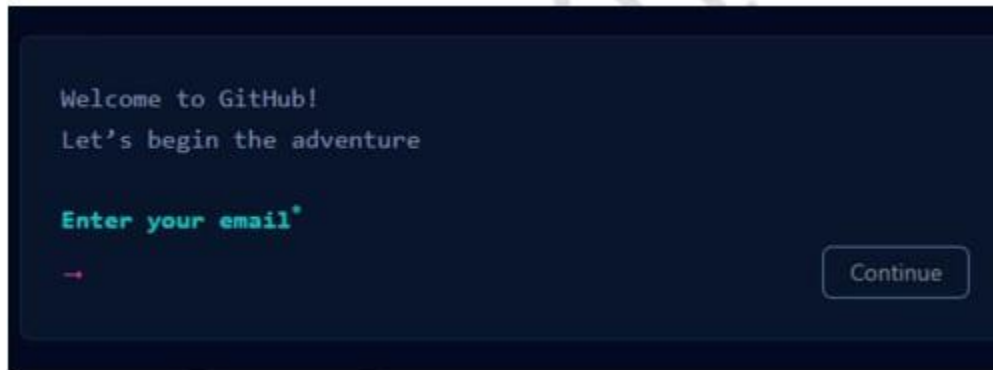 Welcome to GitHub!
Let’s begin the adventure
Enter your email*
→
Continue